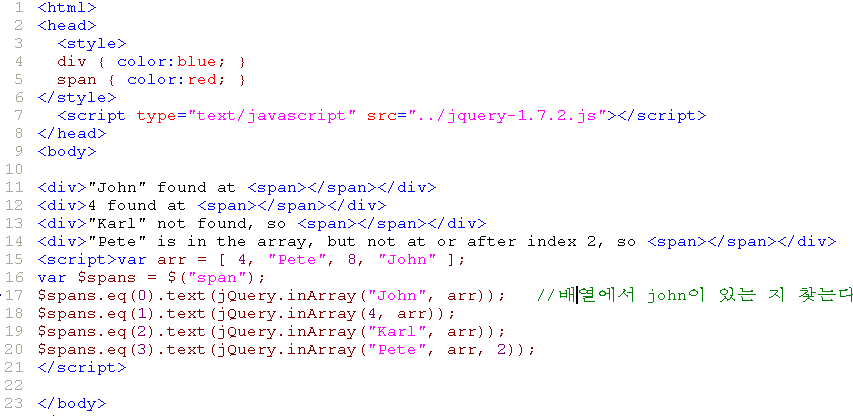 1 <html>
2 <head>
3 <style>
4 div { color:blue; }
5 span { color:red; }
6 </style>
7 <script type="text/javascript" src="../jquery-1.7.2.js"></script>
8 </head>
9 <body>
10
11 <div>"John" found at <span></span></div>
12 <div>4 found at <span></span></div>
13 <div>"Karl" not found, so <span></span></div>
14 <div>"Pete" is in the array, but not at or after index 2, so <span></span></div>
15 <script>var arr = [ 4, "Pete", 8, "John" ];
16 var $spans = $("span");
17 $spans.eq(0).text(jQuery.inArray("John", arr)); //배열에서 john이 있는 지 찾는다
18 $spans.eq(1).text(jQuery.inArray(4, arr));
19 $spans.eq(2).text(jQuery.inArray("Karl", arr));
20 $spans.eq(3).text(jQuery.inArray("Pete", arr, 2));
21 </script>
22
23 </body>